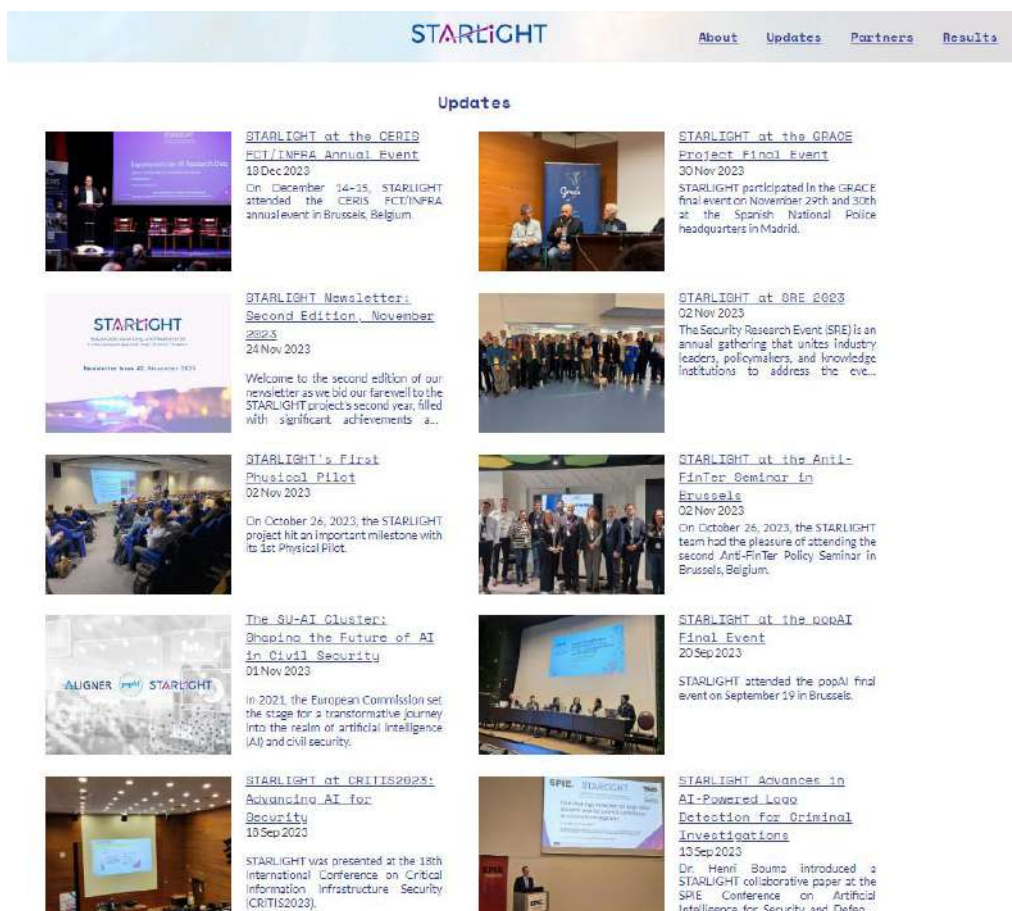 STARLiGHT
About Updates Partners Results
Updates
STARLIGHT at the CERIS
FCT/INFRA Annual Event
18 Dec 2023
On December 14-15, STARLIGHT
attended the CERIS FCT/INFRA
annual event in Brussels, Belgium.
STARLIGHT at the GRACE
Project Final Event
30 Nov 2023
STARLIGHT participated in the GRACE
final event on November 29th and 30th
at the Spanish National Police
headquarters in Madrid.
Grace
STARLiGHT
Newsletter Issue #2, November 2023
STARLIGHT Newsletter:
Second Edition, November
2023
24 Nov 2023
Welcome to the second edition of our
newsletter as we bid our farewell to the
STARLIGHT project's second year, filled
with significant achievements a...
STARLIGHT at SRE 2023
02 Nov 2023
The Security Research Event (SRE) is an
annual gathering that unites industry
leaders, policymakers, and knowledge
institutions to address the eve...
STARLIGHT's First
Physical Pilot
02 Nov 2023
On October 26, 2023, the STARLIGHT
project hit an important milestone with
its 1st Physical Pilot.
STARLIGHT at the Anti-
FinTer Seminar in
Brussels
02 Nov 2023
On October 26, 2023, the STARLIGHT
team had the pleasure of attending the
second Anti-FinTer Policy Seminar in
Brussels, Belgium.
ALIGNER popAI STARLiGHT
The SU-AI Cluster:
Shaping the Future of AI
in Civil Security
01 Nov 2023
In 2021, the European Commission set
the stage for a transformative journey
into the realm of artificial intelligence
(AI) and civil security.
STARLIGHT at the popAI
Final Event
20 Sep 2023
STARLIGHT attended the popAI final
event on September 19 in Brussels.
STARLIGHT at CRITIS2023:
Advancing AI for
Security
18 Sep 2023
STARLIGHT was presented at the 18th
International Conference on Critical
Information Infrastructure Security
(CRITIS2023).
SPIE. STARLIGHT
SPIE.
STARLIGHT Advances in
AI-Powered Logo
Detection for Criminal
Investigations
13 Sep 2023
Dr. Henri Bouma introduced a
STARLIGHT collaborative paper at the
SPIE Conference on Artificial
Intelligence for Security and Defen...